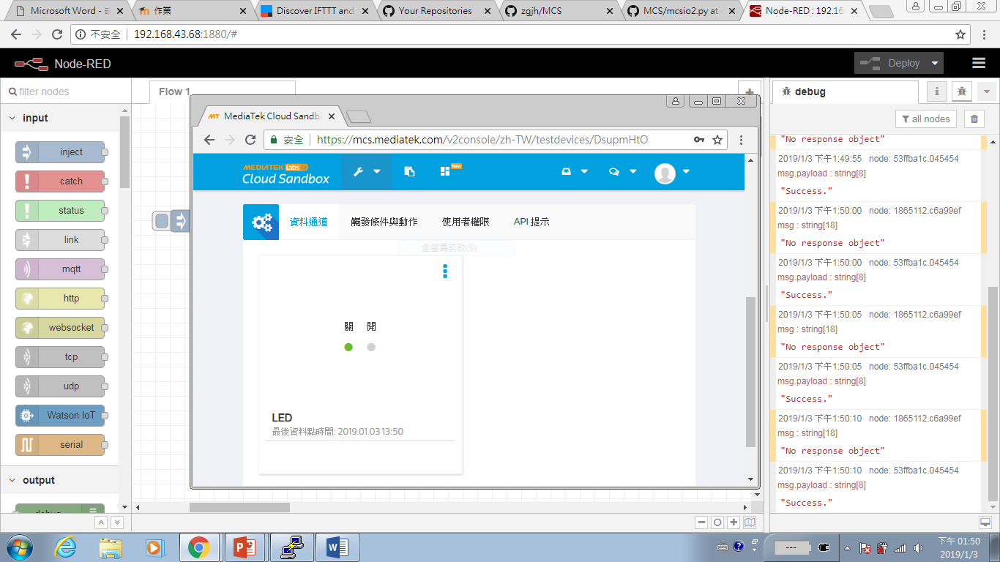 Microsoft Word - 
作業
Discover IFTTT and
Your Repositories
zgjh/MCS
MCS/mcsio2.py at
Node-RED : 192.16
不安全
192.168.43.68:1880/#
Node-RED
Deploy
filter nodes
Flow 1
debug
all nodes
input
inject
catch
status
link
mqtt
http
websocket
tcp
udp
Watson IoT
serial
output
debug
MediaTek Cloud Sandb
安全
https://mcs.mediatek.com/v2console/zh-TW/testdevices/DsupmHtO
MEDIATEK labs
Cloud Sandbox
New
資料通道
觸發條件與動作
使用者權限
API 提示
全螢幕剪取(S)
關 開
LED
最後資料點時間: 2019.01.03 13:50
"No response object"
2019/1/3 下午1:49:55 node: 53ffba1c.045454
msg.payload : string[8]
"Success."
2019/1/3 下午1:50:00 node: 1865112.c6a99ef
msg : string[18]
"No response object"
2019/1/3 下午1:50:00 node: 53ffba1c.045454
msg.payload : string[8]
"Success."
2019/1/3 下午1:50:05 node: 1865112.c6a99ef
msg : string[18]
"No response object"
2019/1/3 下午1:50:05 node: 53ffba1c.045454
msg.payload : string[8]
"Success."
2019/1/3 下午1:50:10 node: 1865112.c6a99ef
msg : string[18]
"No response object"
2019/1/3 下午1:50:10 node: 53ffba1c.045454
msg.payload : string[8]
"Success."
下午 01:50
2019/1/3